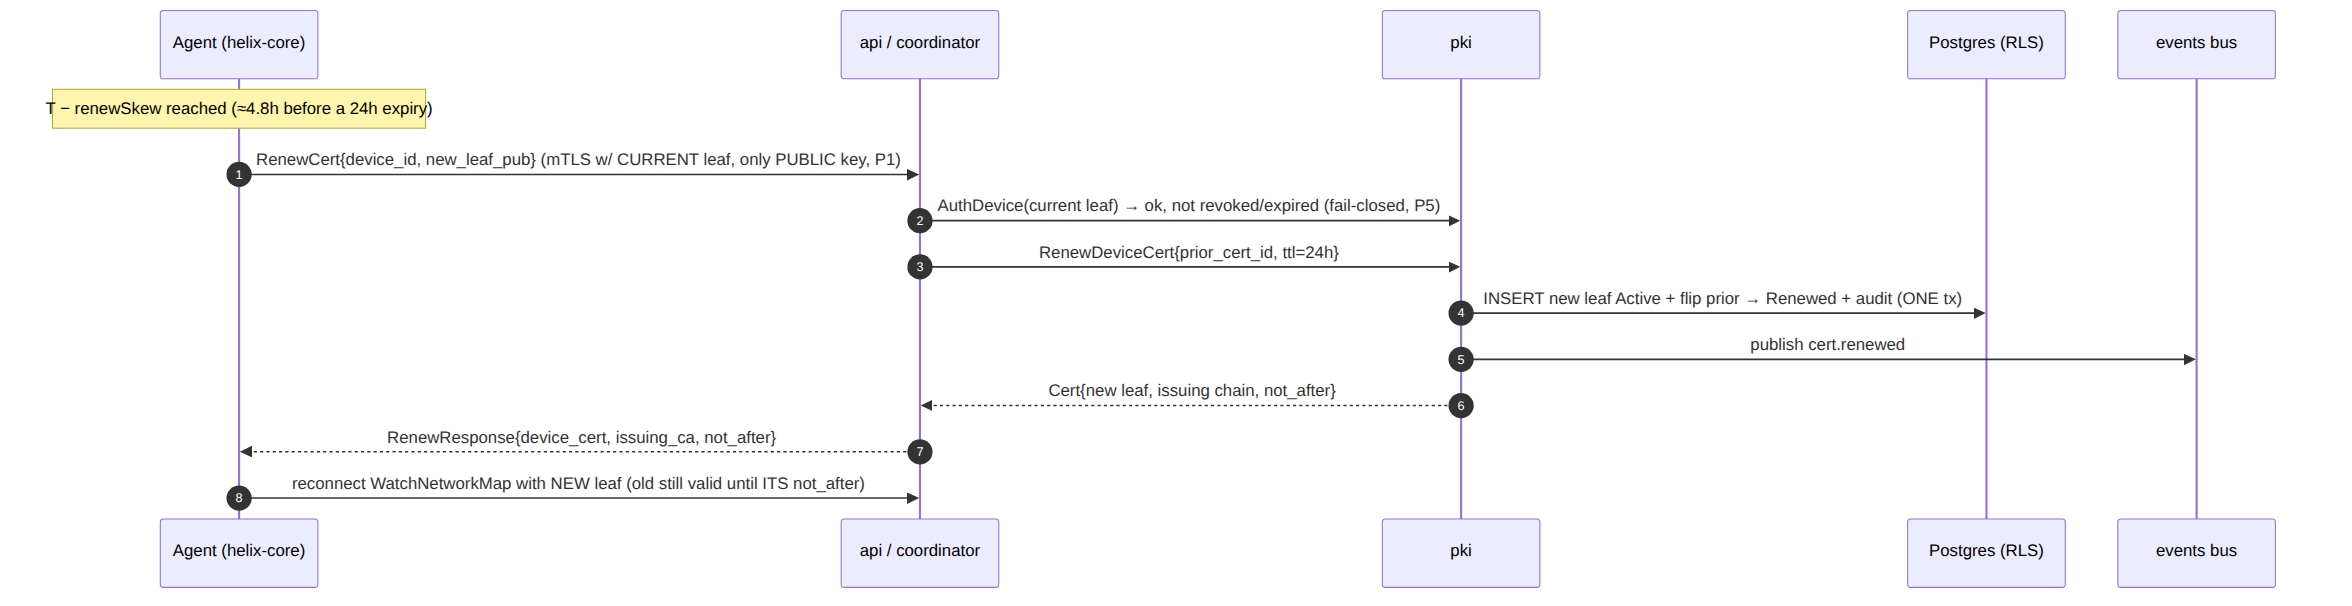 Agent (helix-core)
api / coordinator
pki
Postgres (RLS)
events bus
T − renewSkew reached (≈4.8h before a 24h expiry)
RenewCert{device_id, new_leaf_pub} (mTLS w/ CURRENT leaf, only PUBLIC key, P1)
1
AuthDevice(current leaf) → ok, not revoked/expired (fail-closed, P5)
2
RenewDeviceCert{prior_cert_id, ttl=24h}
3
INSERT new leaf Active + flip prior → Renewed + audit (ONE tx)
4
publish cert.renewed
5
Cert{new leaf, issuing chain, not_after}
6
RenewResponse{device_cert, issuing_ca, not_after}
7
reconnect WatchNetworkMap with NEW leaf (old still valid until ITS not_after)
8
Agent (helix-core)
api / coordinator
pki
Postgres (RLS)
events bus